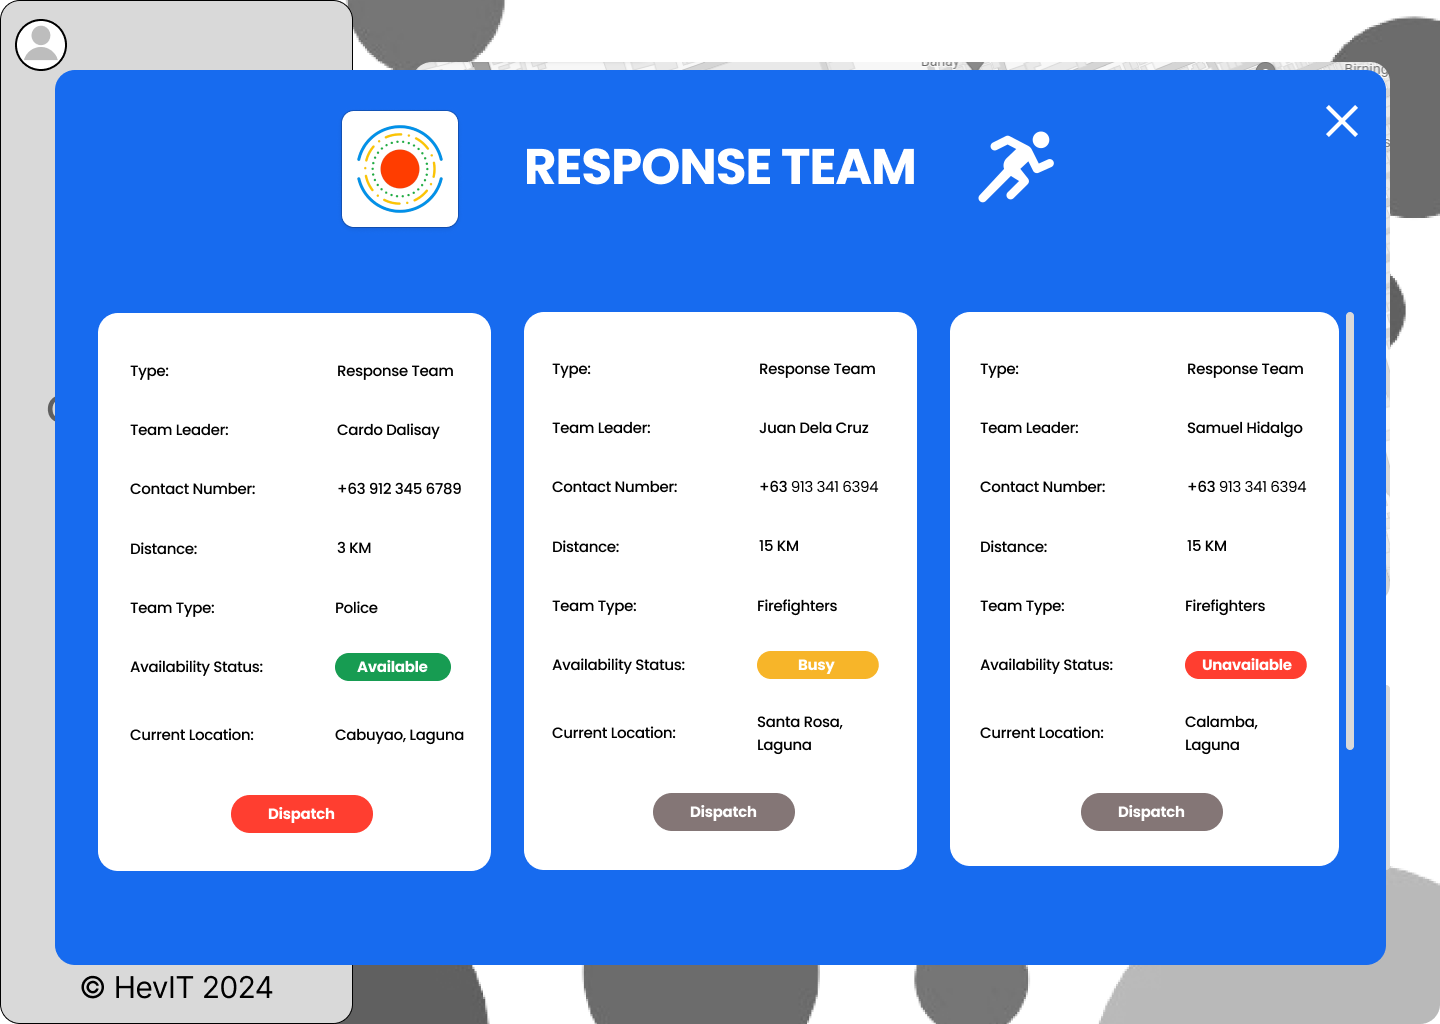 RESPONSE TEAM
Type: Response Team
Team Leader: Cardo Dalisay
Contact Number: +63 912 345 6789
Distance: 3 KM
Team Type: Police
Availability Status: Available
Current Location: Cabuyao, Laguna
Dispatch
Type: Response Team
Team Leader: Juan Dela Cruz
Contact Number: +63 913 341 6394
Distance: 15 KM
Team Type: Firefighters
Availability Status: Busy
Current Location: Santa Rosa,
Laguna
Dispatch
Type: Response Team
Team Leader: Samuel Hidalgo
Contact Number: +63 913 341 6394
Distance: 15 KM
Team Type: Firefighters
Availability Status: Unavailable
Current Location: Calamba,
Laguna
Dispatch
© HevIT 2024